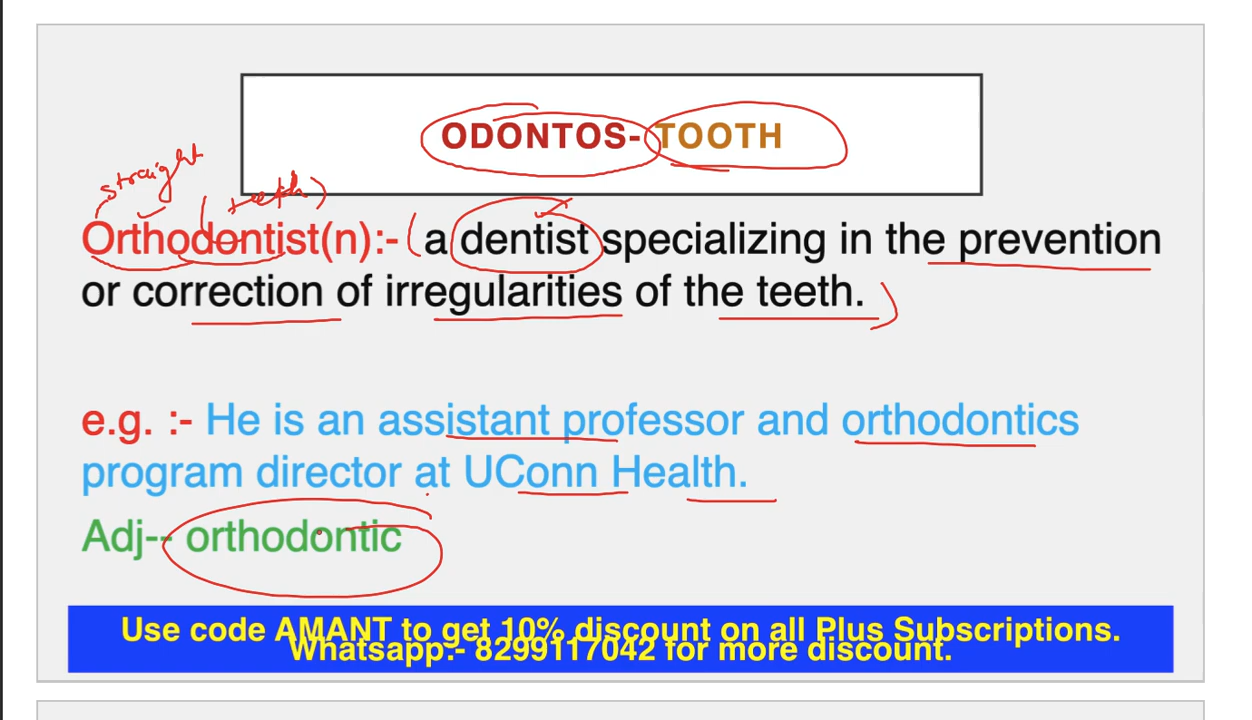 ODONTOS- TOOTH
straight
(teeth)
Orthodontist(n):- (a dentist specializing in the prevention
or correction of irregularities of the teeth.)
e.g. :- He is an assistant professor and orthodontics
program director at UConn Health.
Adj-- orthodontic
Use code AMANT to get 10% discount on all Plus Subscriptions.
Whatsapp:- 8299117042 for more discount.